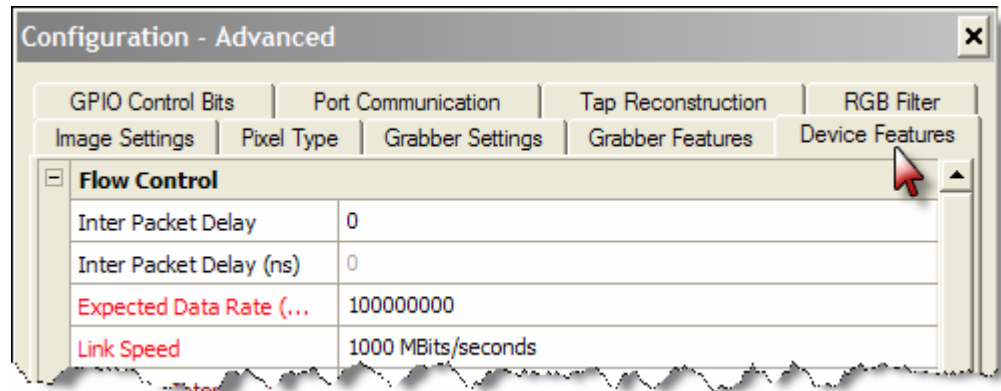 Configuration - Advanced
GPIO Control Bits Port Communication Tap Reconstruction RGB Filter
Image Settings Pixel Type Grabber Settings Grabber Features Device Features
Flow Control
Inter Packet Delay 0
Inter Packet Delay (ns) 0
Expected Data Rate (... 100000000
Link Speed 1000 MBits/seconds